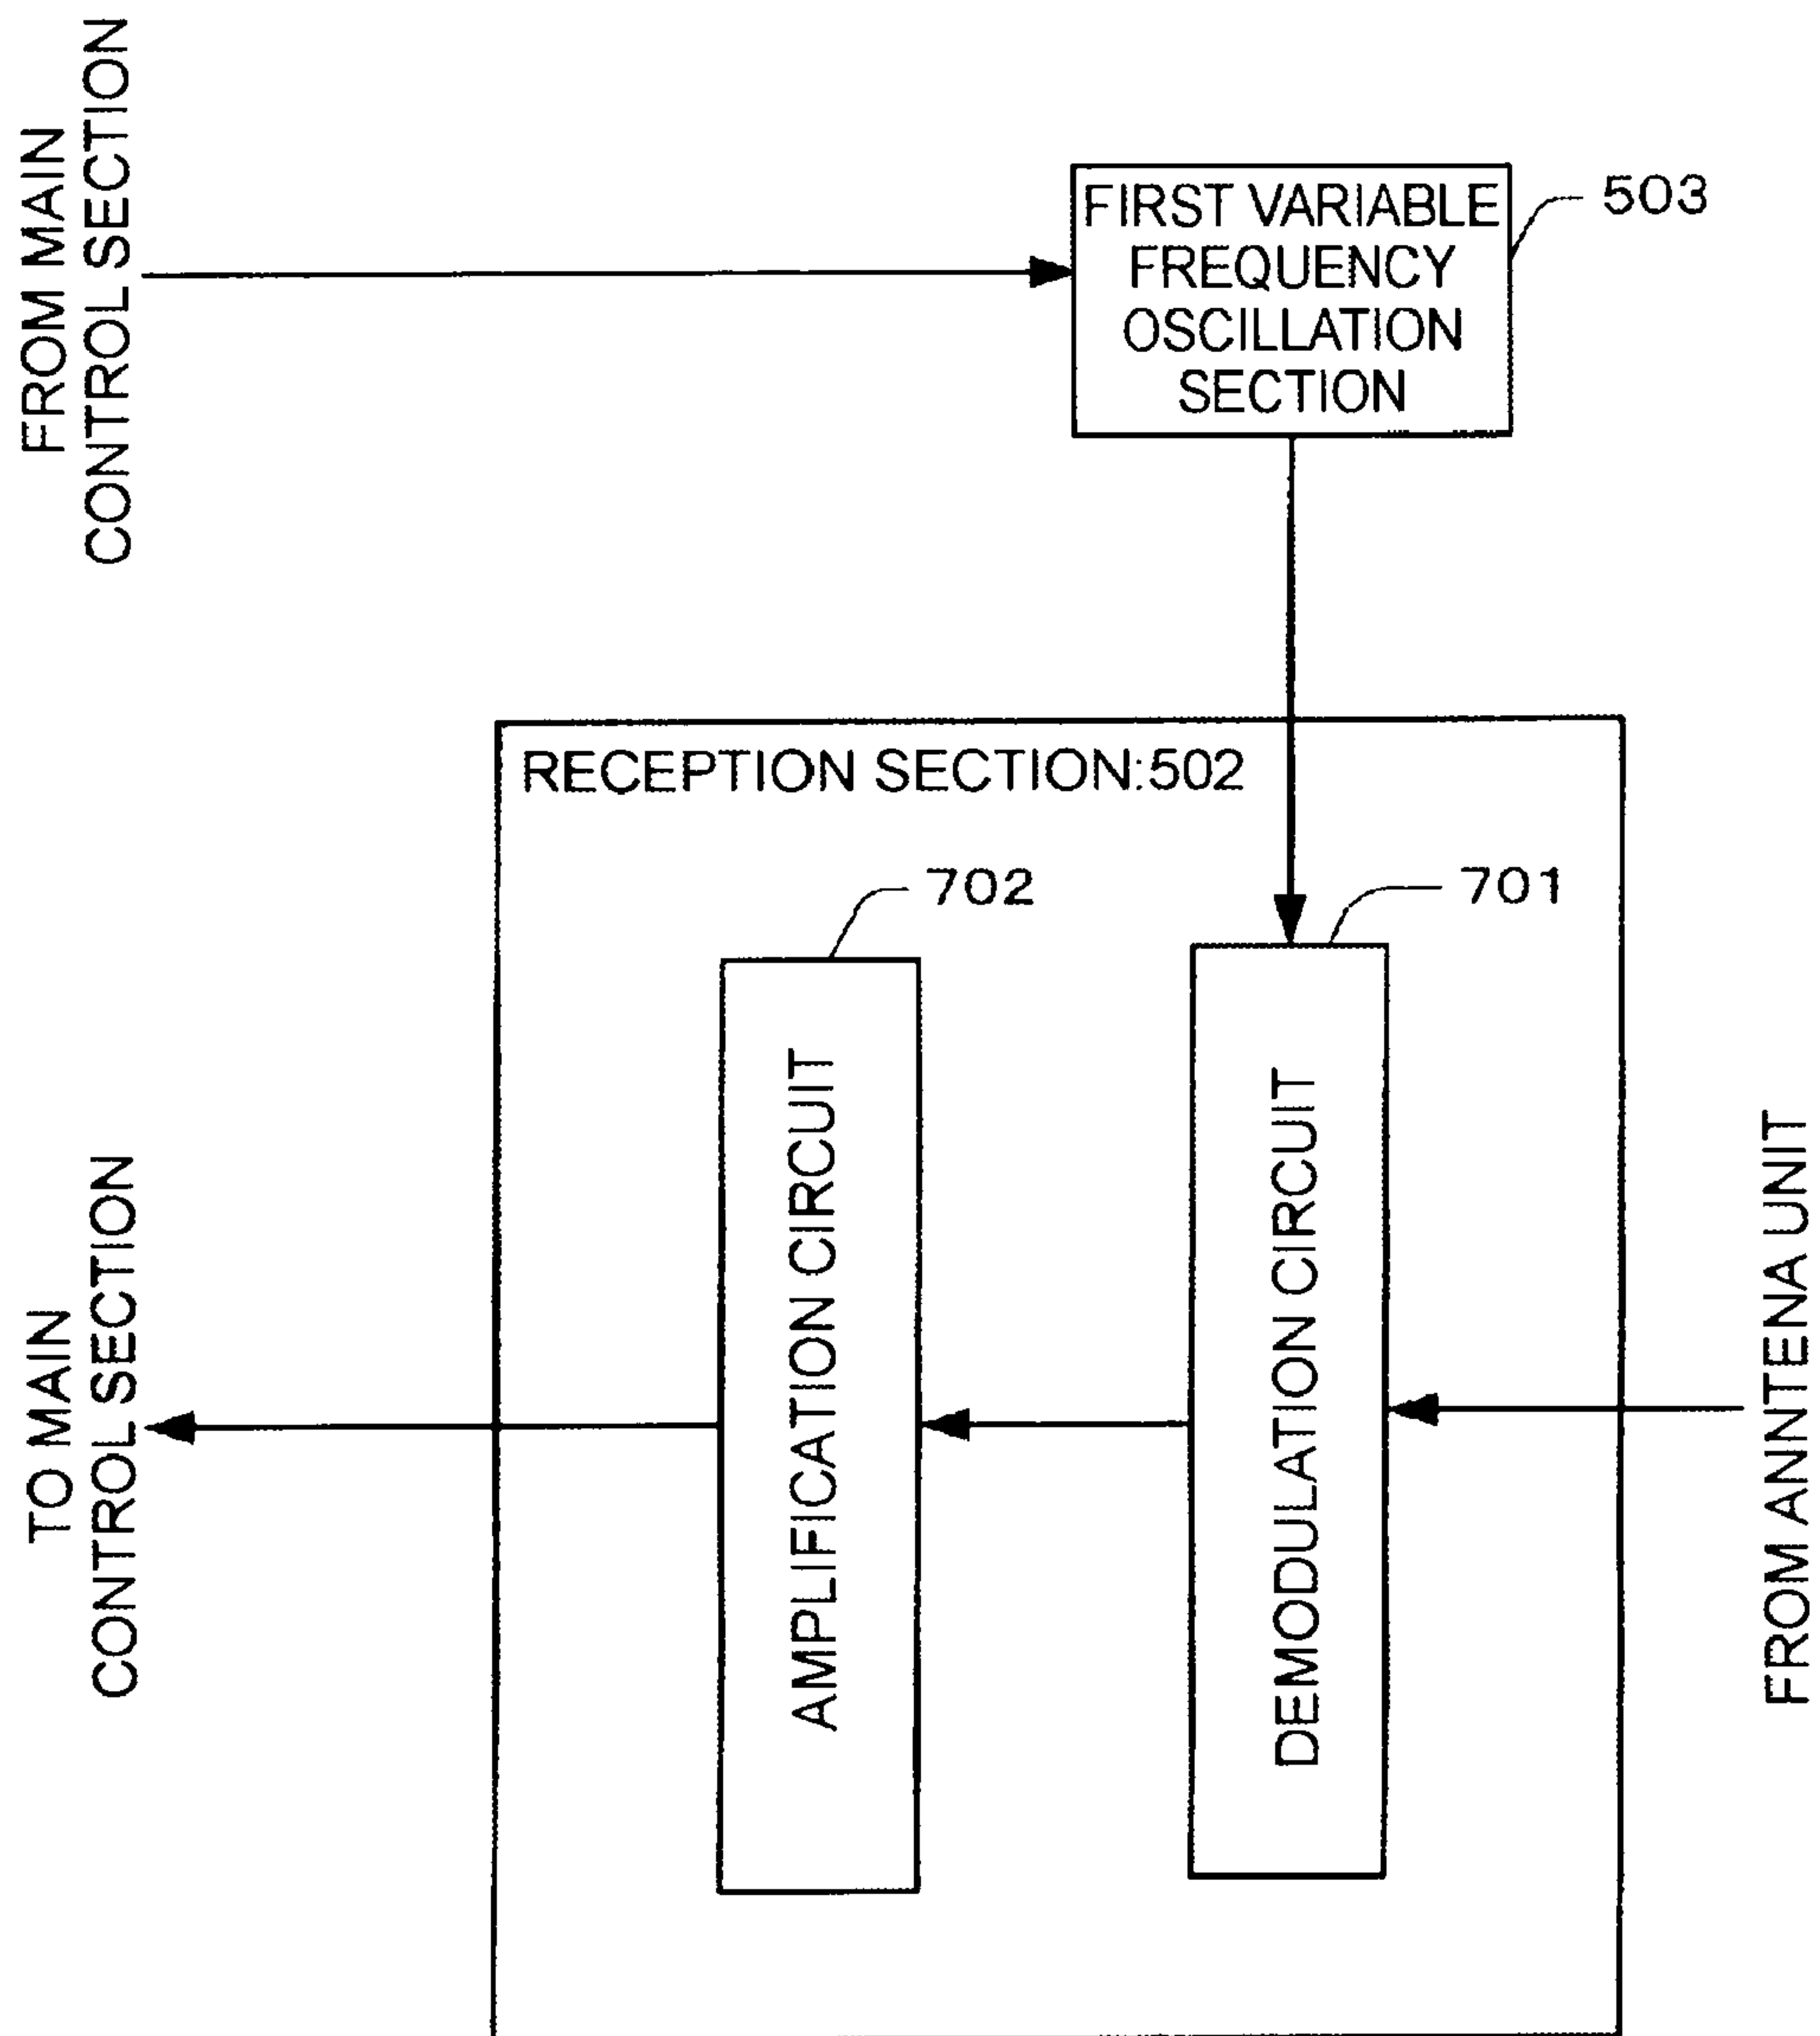 FROM MAIN
CONTROL SECTION
FIRST VARIABLE
FREQUENCY
OSCILLATION
SECTION
503
RECEPTION SECTION:502
702
701
AMPLIFICATION CIRCUIT
DEMODULATION CIRCUIT
TO MAIN
CONTROL SECTION
FROM ANNTENA UNIT